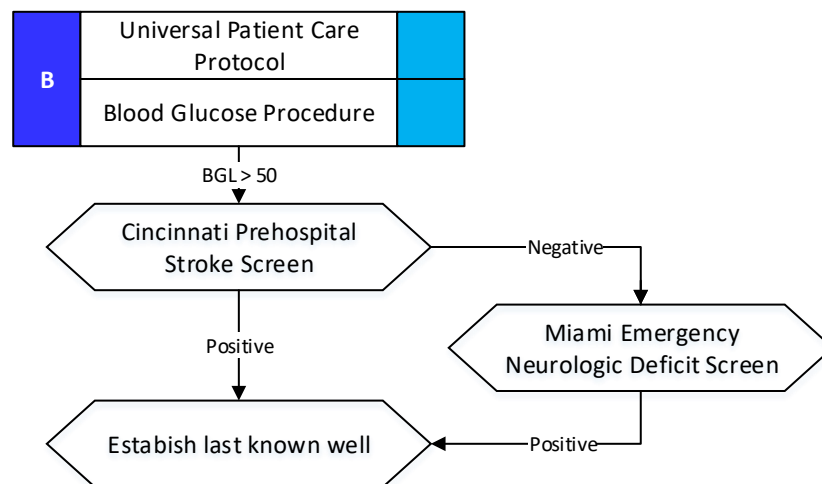 B
Universal Patient Care
Protocol
Blood Glucose Procedure
BGL > 50
Cincinnati Prehospital
Stroke Screen
Negative
Miami Emergency
Neurologic Deficit Screen
Positive
Estabish last known well
Positive